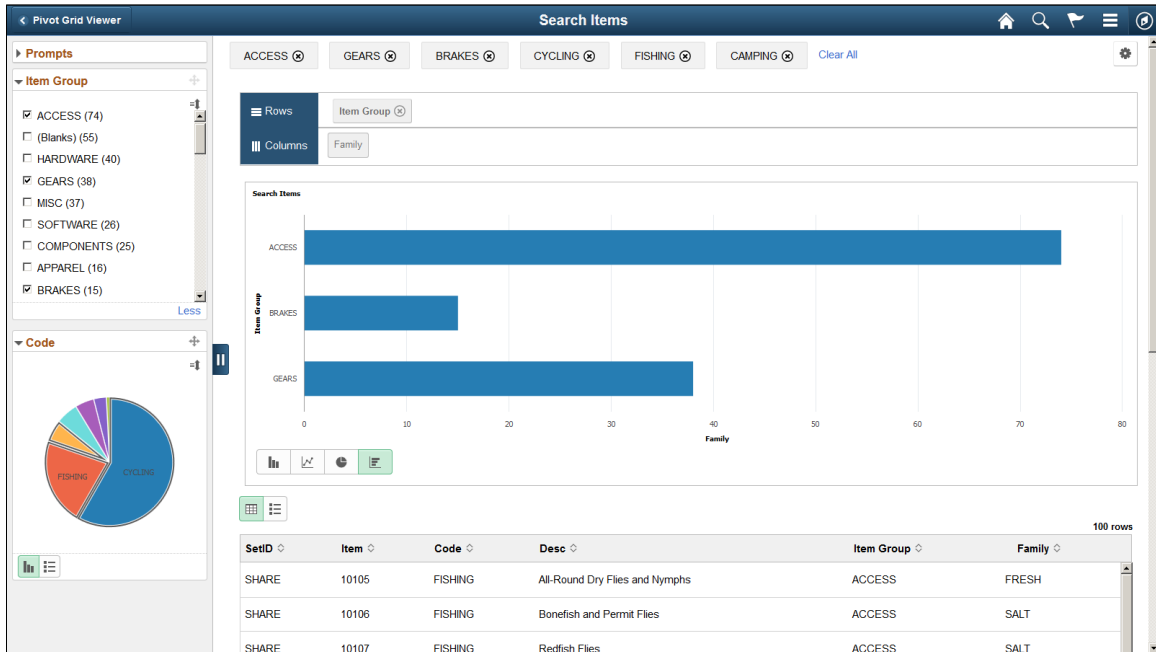 Pivot Grid Viewer
Search Items
Prompts
Item Group
ACCESS (74)
(Blanks) (55)
HARDWARE (40)
GEARS (38)
MISC (37)
SOFTWARE (26)
COMPONENTS (25)
APPAREL (16)
BRAKES (15)
Less
Code
FISHING
CYCLING
ACCESS GEARS BRAKES CYCLING FISHING CAMPING Clear All
Rows Item Group
Columns Family
Search Items
Item Group
ACCESS
BRAKES
GEARS
0 10 20 30 40 50 60 70 80
Family
100 rows
SetID Item Code Desc Item Group Family
SHARE 10105 FISHING All-Round Dry Flies and Nymphs ACCESS FRESH
SHARE 10106 FISHING Bonefish and Permit Flies ACCESS SALT
SHARE 10107 FISHING Redfish Flies ACCESS SALT